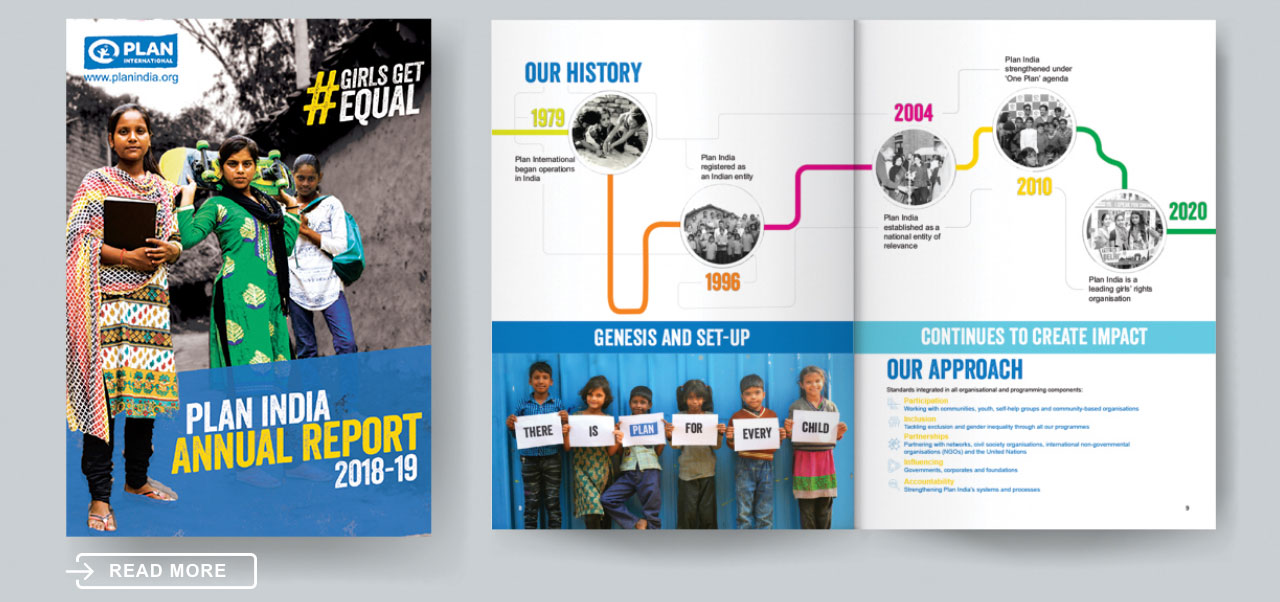 PLAN
INTERNATIONAL
www.planindia.org
#GIRLS GET
EQUAL
PLAN INDIA
ANNUAL REPORT
2018-19
READ MORE
OUR HISTORY
1979
Plan International
began operations
in India
Plan India
registered as
an Indian entity
1996
2004
Plan India
established as a
national entity of
relevance
Plan India
strengthened under
'One Plan' agenda
2010
2020
Plan India is a
leading girls' rights
organisation
GENESIS AND SET-UP
THERE IS PLAN FOR EVERY CHILD
8
CONTINUES TO CREATE IMPACT
OUR APPROACH
Standards integrated in all organisational and programming components:
Participation
Working with communities, youth, self-help groups and community-based organisations
Inclusion
Tackling exclusion and gender inequality through all our programmes
Partnerships
Partnering with networks, civil society organisations, international non-governmental
organisations (NGOs) and the United Nations
Influencing
Governments, corporates and foundations
Accountability
Strengthening Plan India's systems and processes
9